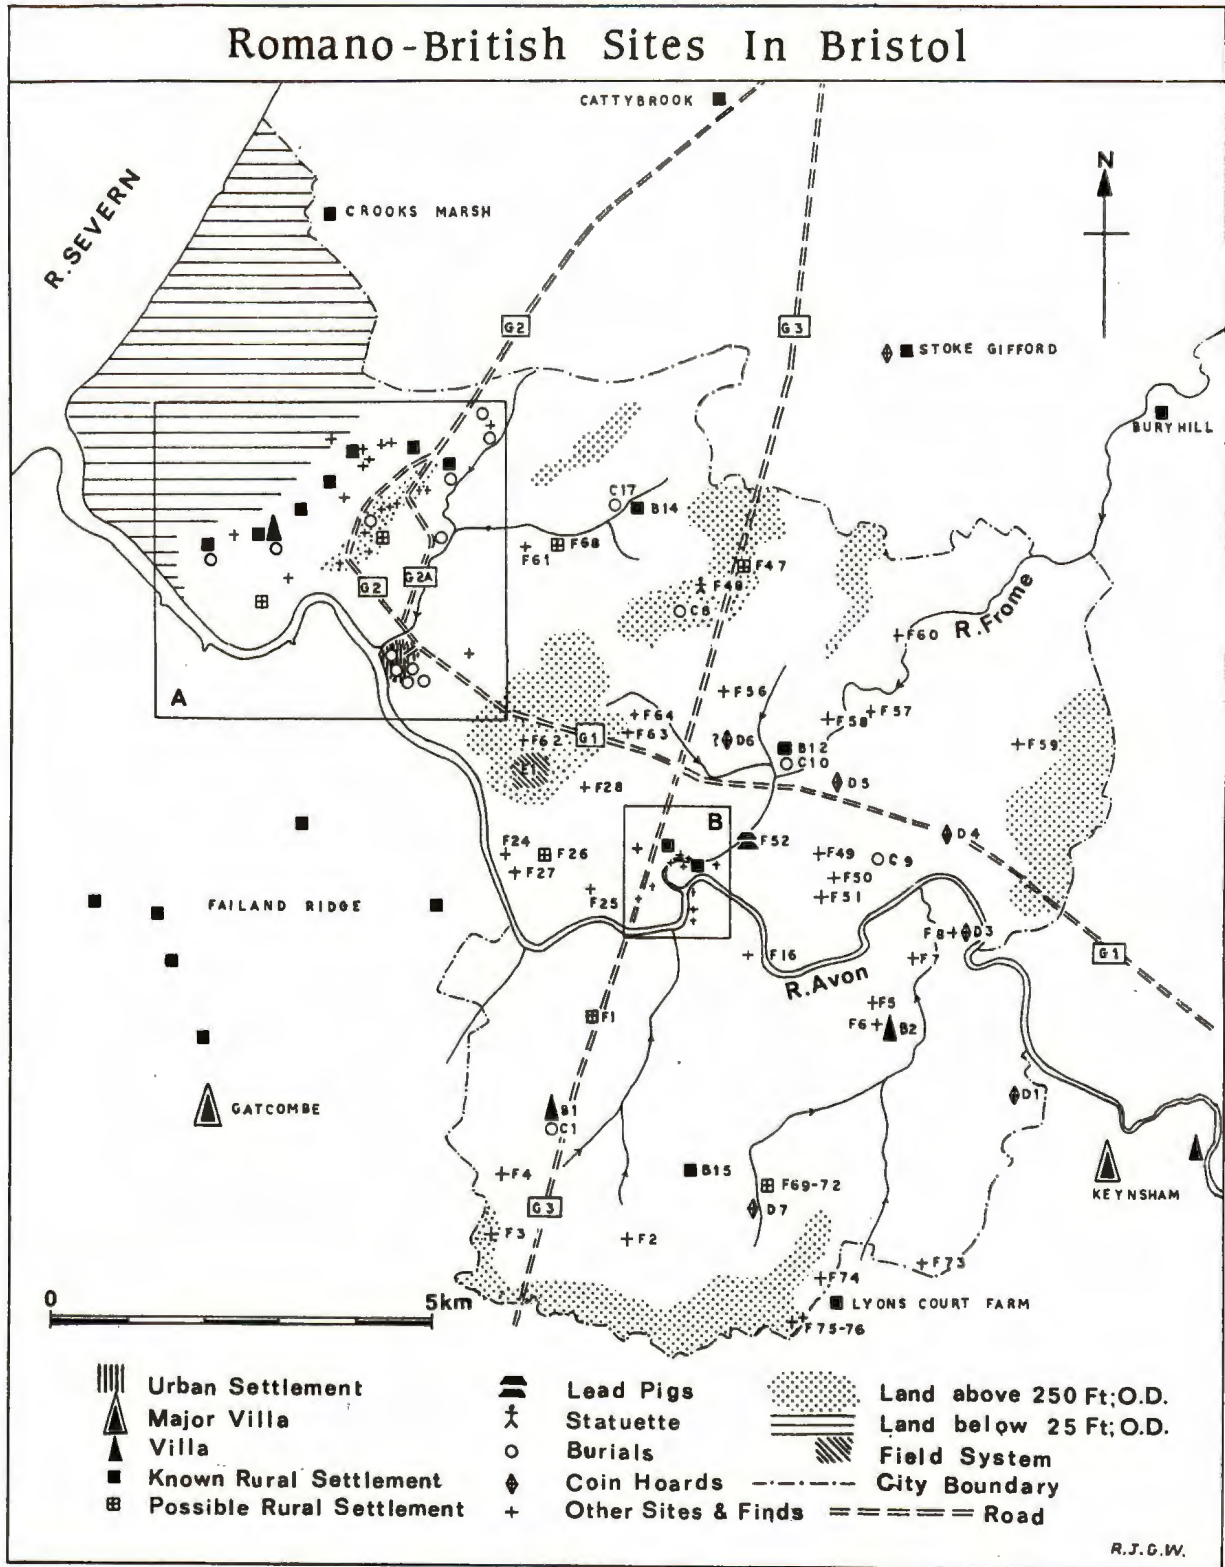 Romano-British Sites In Bristol
CATTYBROOK
R. SEVERN
CROOKS MARSH
N
G2
G3
STOKE GIFFORD
BURYHILL
C17
B14
F68
F61
F47
F48
C8
G2
G2A
F60
R. Frome
A
F56
F64
F63
F58
F57
F59
G1
F62
E1
? D6
B12
C10
D5
F28
B
F52
D4
F24
F26
F27
F49
C9
F50
F51
FAILAND RIDGE
F25
F8
D3
F7
G1
F16
R. Avon
F1
F5
F6
B2
GATCOMBE
B1
C1
D1
F4
B15
F69-72
KEYNSHAM
G3
D7
F3
F2
F73
F74
0 5km
LYONS COURT FARM
F75-76
Urban Settlement
Major Villa
Villa
Known Rural Settlement
Possible Rural Settlement
Lead Pigs
Statuette
Burials
Coin Hoards
Other Sites & Finds
Land above 250 Ft; O.D.
Land below 25 Ft; O.D.
Field System
City Boundary
Road
R.J.G.W.